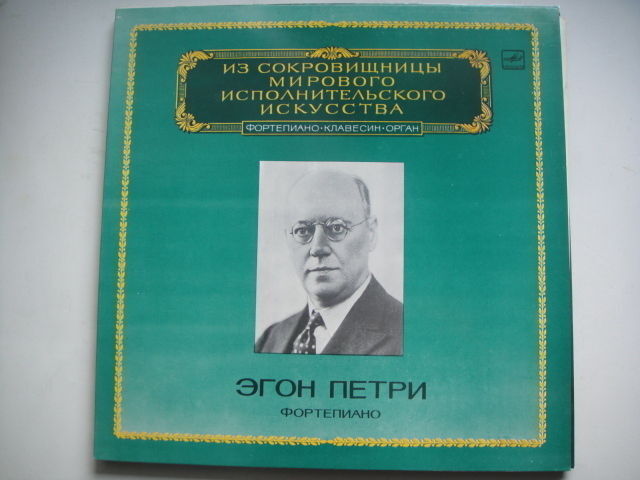 ИЗ СОКРОВИЩНИЦЫ
МИРОВОГО
ИСПОЛНИТЕЛЬСКОГО
ИСКУССТВА
ФОРТЕПИАНО·КЛАВЕСИН·ОРГАН
ЭГОН ПЕТРИ
ФОРТЕПИАНО